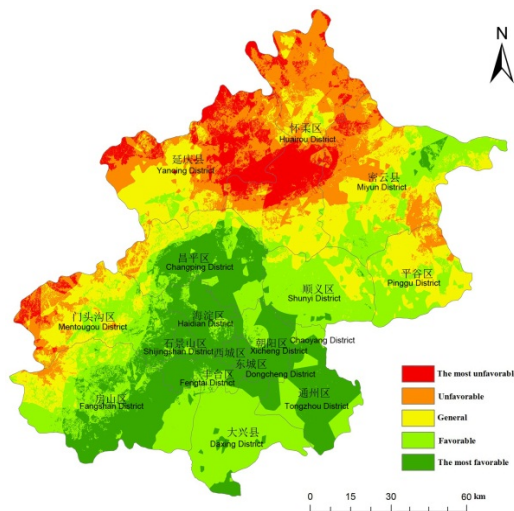 N
怀柔区
Huairou District
延庆县
Yanqing District
密云县
Miyun District
昌平区
Changping District
平谷区
Pinggu District
顺义区
Shunyi District
门头沟区
Mentougou District
海淀区
Haidian District
石景山区
Shijingshan District
西城区
朝阳区
Xicheng District
Chaoyang District
东城区
Dongcheng District
丰台区
Fengtai District
房山区
Fangshan District
通州区
Tongzhou District
大兴县
Daxing District
The most unfavorable
Unfavorable
General
Favorable
The most favorable
0 15 30 60 km